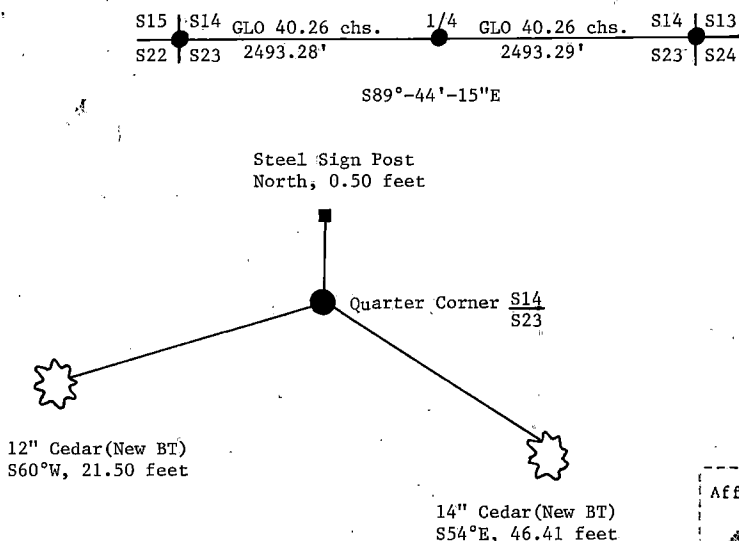 S15 S14 GLO 40.26 chs. 1/4 GLO 40.26 chs. S14 S13
S22 S23 2493.28' 2493.29' S23 S24
S89°-44'-15"E
Steel Sign Post
North, 0.50 feet
Quarter Corner S14
S23
12" Cedar(New BT)
S60°W, 21.50 feet
14" Cedar(New BT)
S54°E, 46.41 feet
Aff